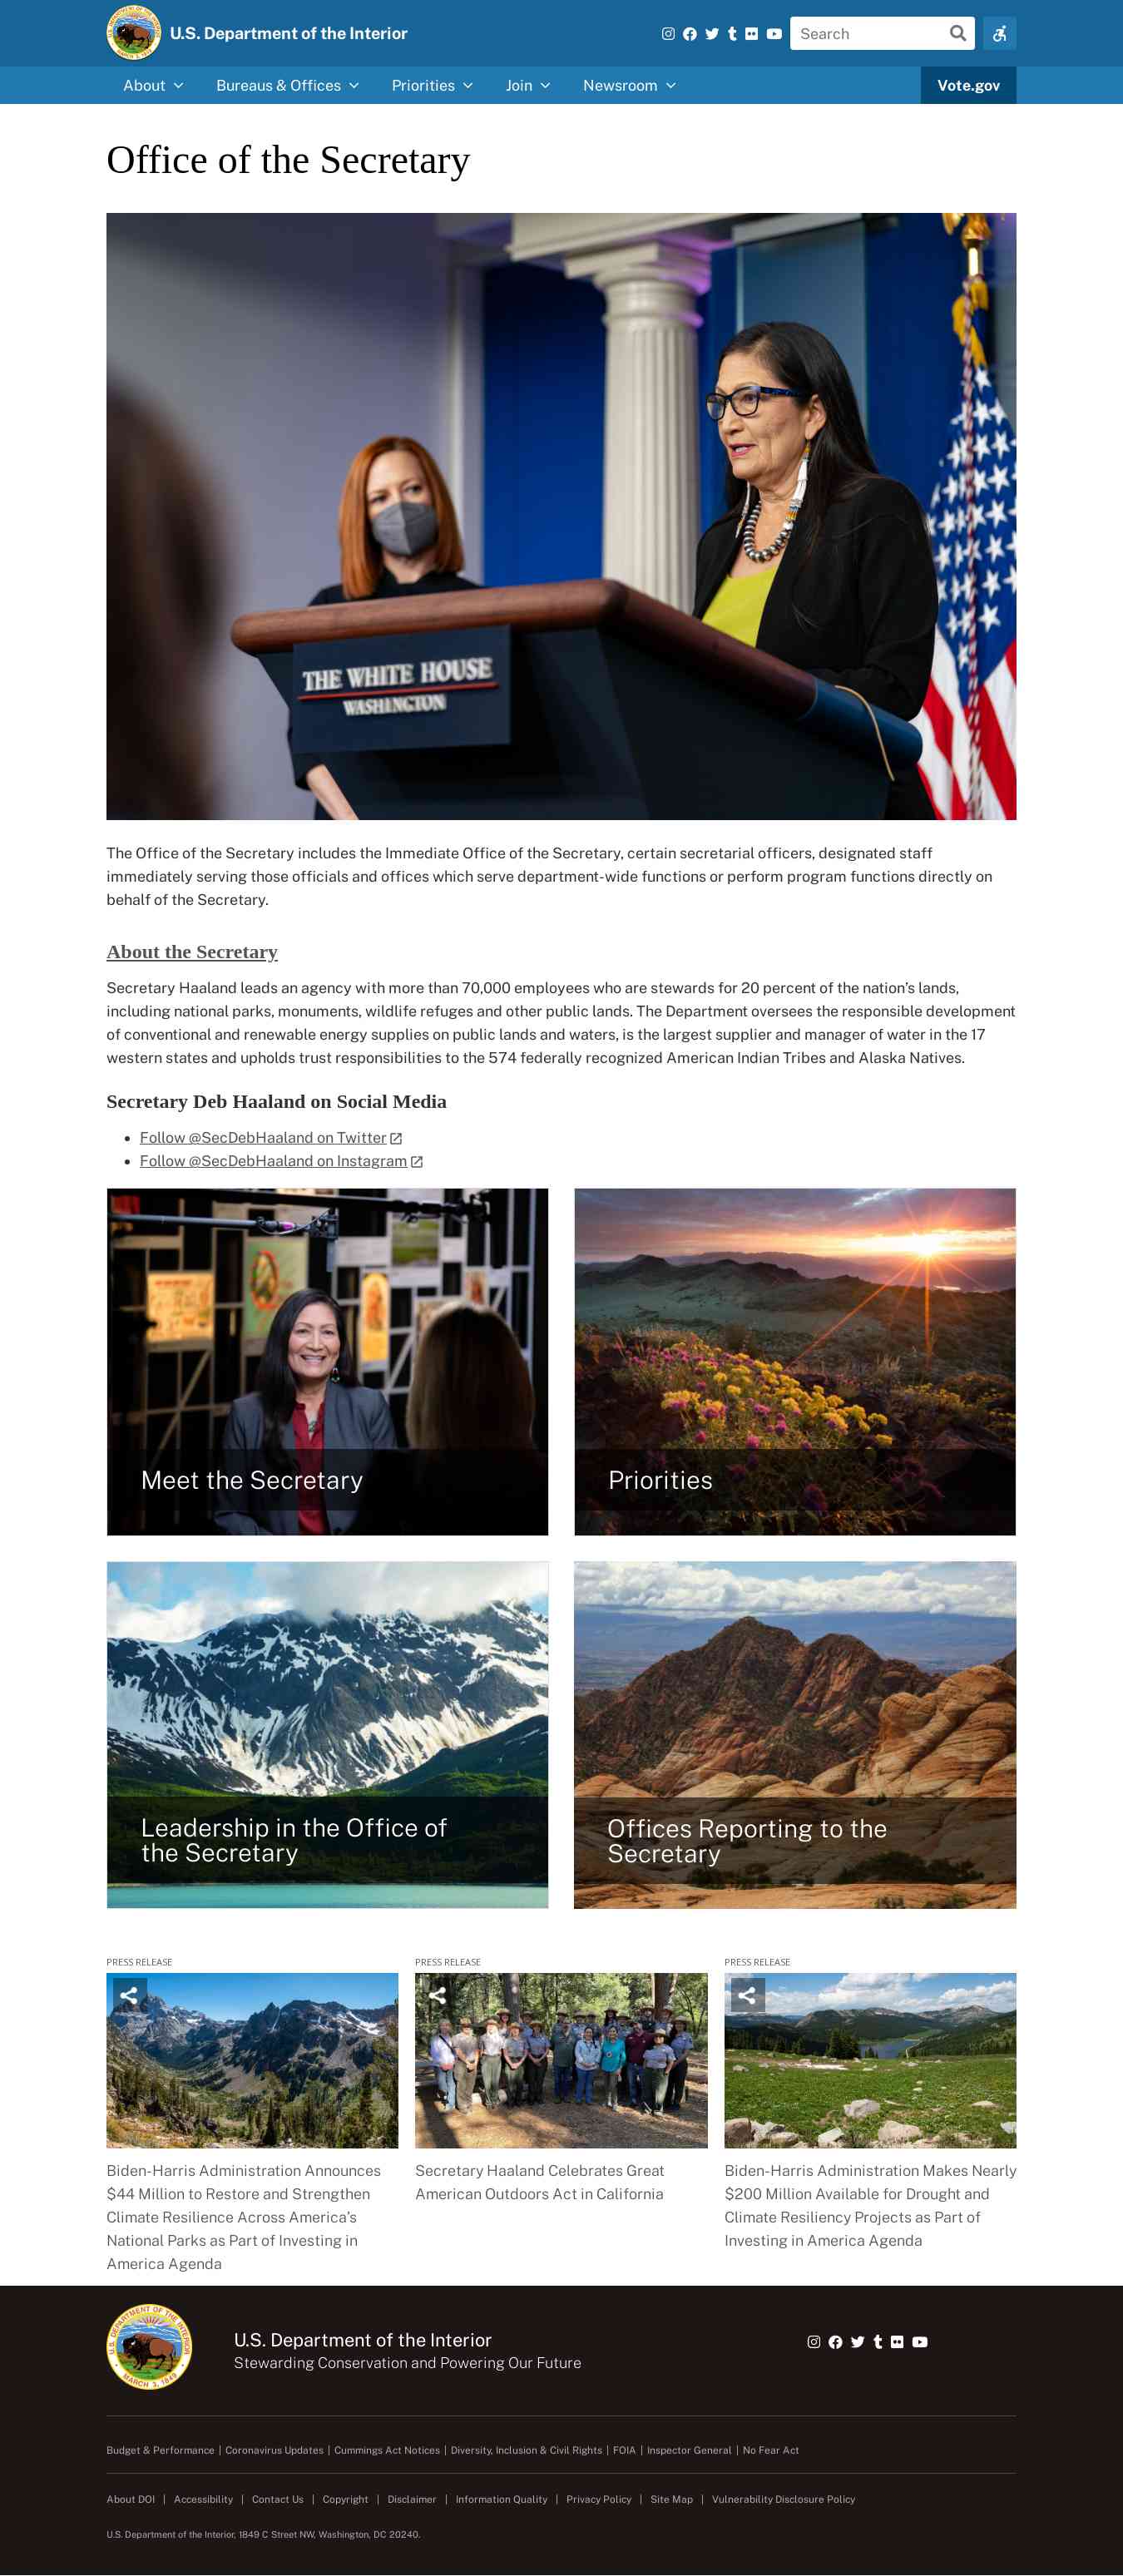 U.S. Department of the Interior
Search
About
Bureaus & Offices
Priorities
Join
Newsroom
Vote.gov
Office of the Secretary
THE WHITE HOUSE
WASHINGTON
The Office of the Secretary includes the Immediate Office of the Secretary, certain secretarial officers, designated staff
immediately serving those officials and offices which serve department-wide functions or perform program functions directly on
behalf of the Secretary.
About the Secretary
Secretary Haaland leads an agency with more than 70,000 employees who are stewards for 20 percent of the nation’s lands,
including national parks, monuments, wildlife refuges and other public lands. The Department oversees the responsible development
of conventional and renewable energy supplies on public lands and waters, is the largest supplier and manager of water in the 17
western states and upholds trust responsibilities to the 574 federally recognized American Indian Tribes and Alaska Natives.
Secretary Deb Haaland on Social Media
Follow @SecDebHaaland on Twitter
Follow @SecDebHaaland on Instagram
Meet the Secretary
Priorities
Leadership in the Office of
the Secretary
Offices Reporting to the
Secretary
PRESS RELEASE
Biden-Harris Administration Announces
$44 Million to Restore and Strengthen
Climate Resilience Across America’s
National Parks as Part of Investing in
America Agenda
PRESS RELEASE
Secretary Haaland Celebrates Great
American Outdoors Act in California
PRESS RELEASE
Biden-Harris Administration Makes Nearly
$200 Million Available for Drought and
Climate Resiliency Projects as Part of
Investing in America Agenda
U.S. DEPARTMENT OF THE INTERIOR
MARCH 3, 1849
U.S. Department of the Interior
Stewarding Conservation and Powering Our Future
Budget & Performance | Coronavirus Updates | Cummings Act Notices | Diversity, Inclusion & Civil Rights | FOIA | Inspector General | No Fear Act
About DOI | Accessibility | Contact Us | Copyright | Disclaimer | Information Quality | Privacy Policy | Site Map | Vulnerability Disclosure Policy
U.S. Department of the Interior, 1849 C Street NW, Washington, DC 20240.